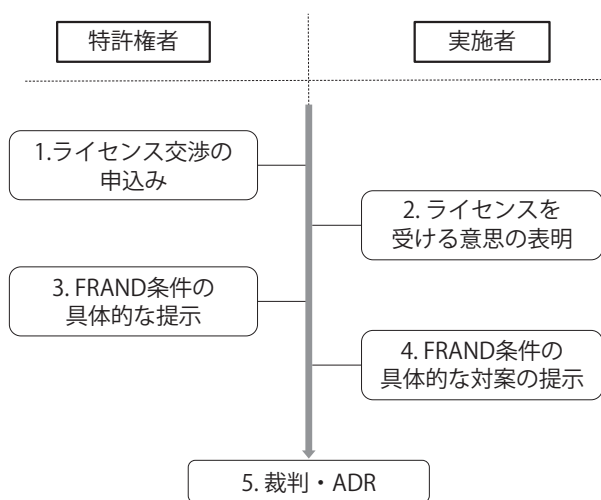 特許権者
実施者
1.ライセンス交渉の
申込み
2. ライセンスを
受ける意思の表明
3. FRAND条件の
具体的な提示
4. FRAND条件の
具体的な対案の提示
5. 裁判・ADR